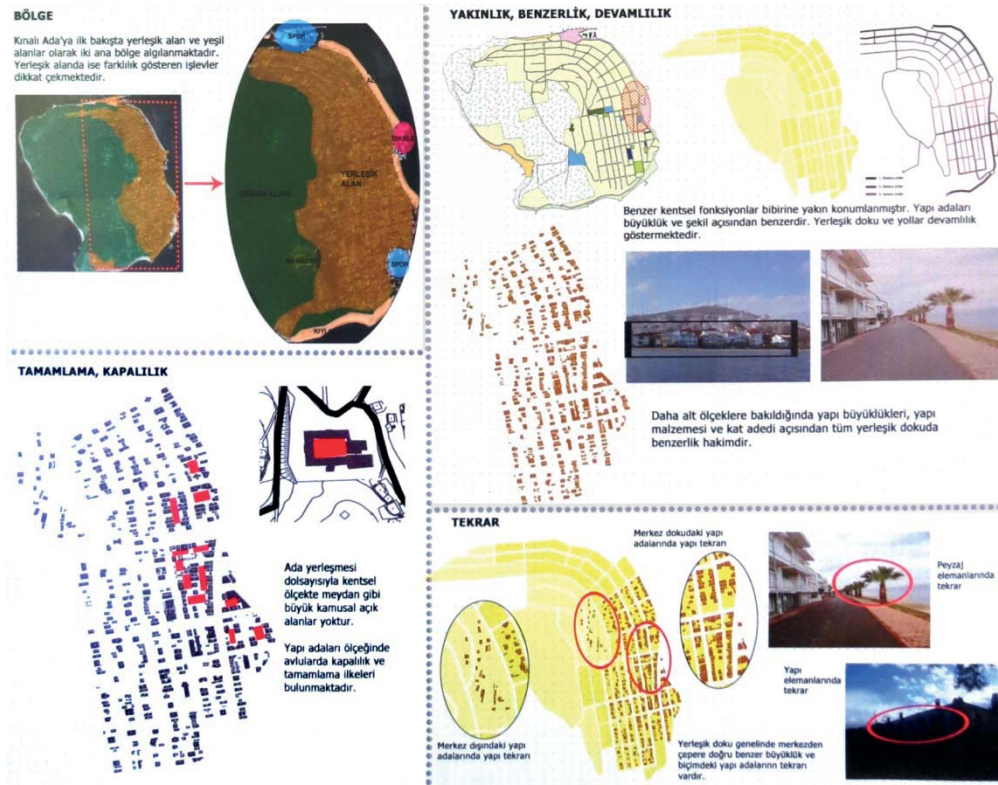 BÖLGE
Kınalı Ada'ya ilk bakışta yerleşik alan ve yeşil
alanlar olarak iki ana bölge algılanmaktadır.
Yerleşik alanda ise farklılık gösteren işlevler
dikkat çekmektedir.
SPOR
İSKELE
YERLEŞİK
ALAN
ORMAN ALANI
SPOR
KIYI
YAKINLIK, BENZERLİK, DEVAMLILIK
Benzer kentsel fonksiyonlar bibirine yakın konumlanmıştır. Yapı adaları
büyüklük ve şekil açısından benzerdir. Yerleşik doku ve yollar devamlılık
göstermektedir.
Daha alt ölçeklere bakıldığında yapı büyüklükleri, yapı
malzemesi ve kat adedi açısından tüm yerleşik dokuda
benzerlik hakimdir.
TAMAMLAMA, KAPALILIK
Ada yerleşmesi
dolsayısıyla kentsel
ölçekte meydan gibi
büyük kamusal açık
alanlar yoktur.
Yapı adaları ölçeğinde
avlularda kapalılık ve
tamamlama ilkeleri
bulunmaktadır.
TEKRAR
Merkez dokudaki yapı
adalarında yapı tekrarı
Peyzaj
elemanlarında
tekrar
Yapı
elemanlarında
tekrar
Merkez dışındaki yapı
adalarında yapı tekrarı
Yerleşik doku genelinde merkezden
çepere doğru benzer büyüklük ve
biçimdeki yapı adalarının tekrarı
vardır.